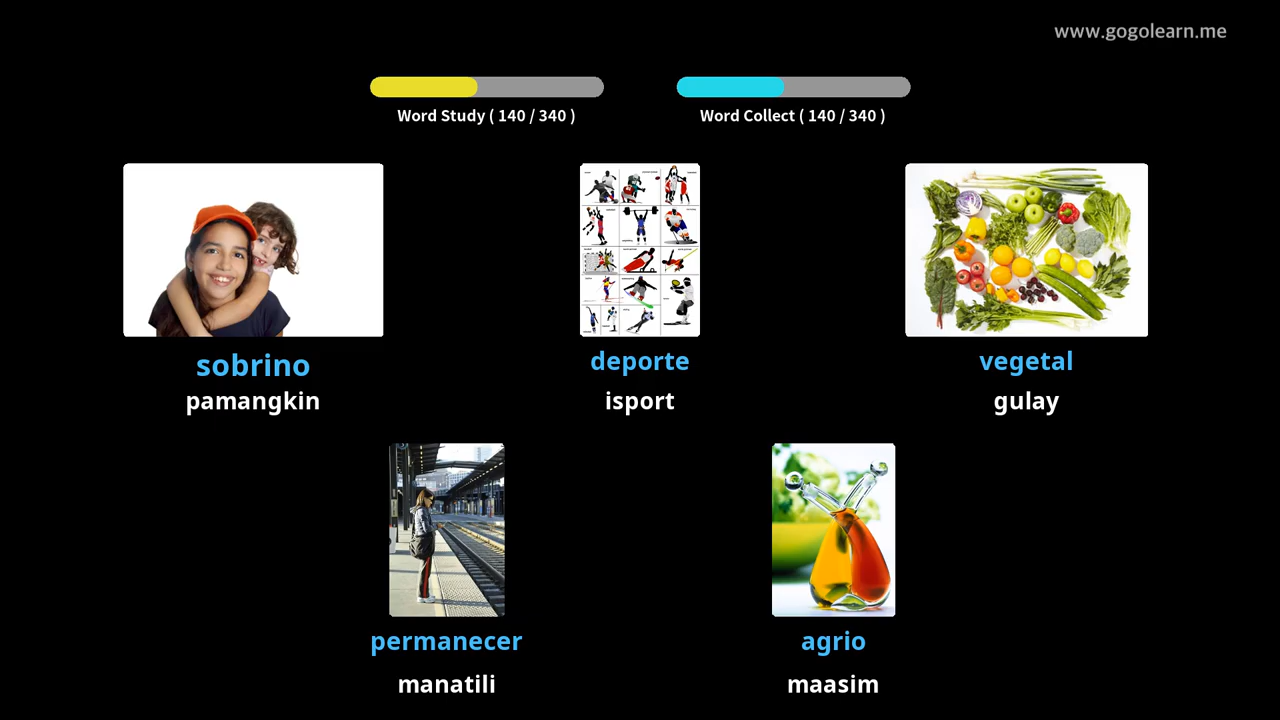 www.gogolearn.me
Word Study ( 140 / 340 )
Word Collect ( 140 / 340 )
sobrino
pamangkin
deporte
isport
vegetal
gulay
permanecer
manatili
agrio
maasim